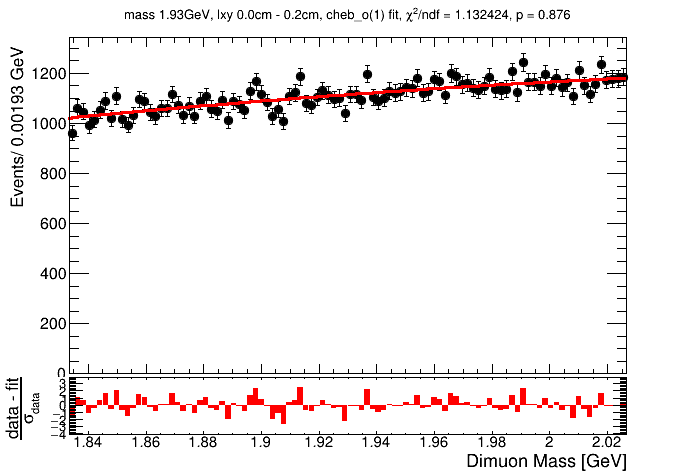 mass 1.93GeV, lxy 0.0cm - 0.2cm, cheb_o(1) fit, χ²/ndf = 1.132424, p = 0.876
Events/ 0.00193 GeV
1200
1000
800
600
400
200
0
data - fit
σdata
3
2
1
0
−1
−2
−3
−4
1.84 1.86 1.88 1.9 1.92 1.94 1.96 1.98 2 2.02
Dimuon Mass [GeV]